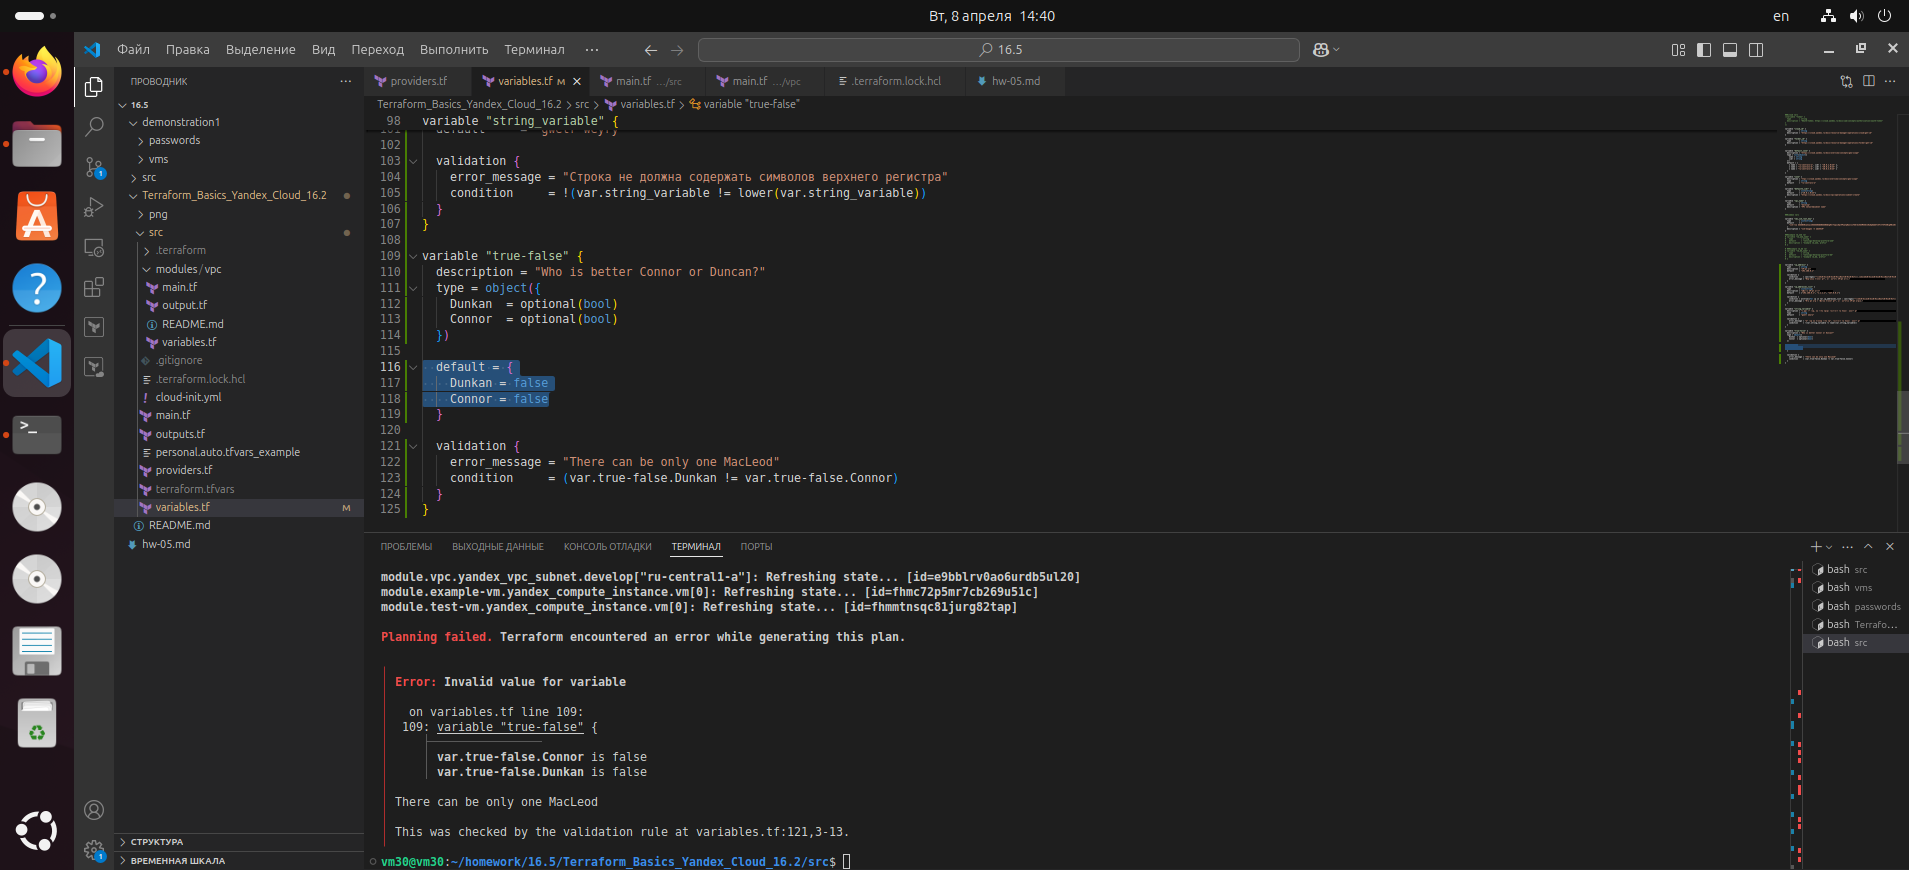 Вт, 8 апреля  14:40
en
Файл Правка Выделение Вид Переход Выполнить Терминал ···
16.5
ПРОВОДНИК
16.5
demonstration1
passwords
vms
src
Terraform_Basics_Yandex_Cloud_16.2
png
src
.terraform
modules/vpc
main.tf
output.tf
README.md
variables.tf
.gitignore
.terraform.lock.hcl
cloud-init.yml
main.tf
outputs.tf
personal.auto.tfvars_example
providers.tf
terraform.tfvars
variables.tf M
README.md
hw-05.md
СТРУКТУРА
ВРЕМЕННАЯ ШКАЛА
providers.tf variables.tf M main.tf .../src main.tf .../vpc .terraform.lock.hcl hw-05.md
Terraform_Basics_Yandex_Cloud_16.2 > src > variables.tf > variable "true-false"
98 variable "string_variable" {
102
103 validation {
104 error_message = "Строка не должна содержать символов верхнего регистра"
105 condition     = !(var.string_variable != lower(var.string_variable))
106 }
107 }
108
109 variable "true-false" {
110 description = "Who is better Connor or Duncan?"
111 type = object({
112 Dunkan  = optional(bool)
113 Connor  = optional(bool)
114 })
115
116 default = {
117 Dunkan = false
118 Connor = false
119 }
120
121 validation {
122 error_message = "There can be only one MacLeod"
123 condition     = (var.true-false.Dunkan != var.true-false.Connor)
124 }
125 }
ПРОБЛЕМЫ ВЫХОДНЫЕ ДАННЫЕ КОНСОЛЬ ОТЛАДКИ ТЕРМИНАЛ ПОРТЫ
module.vpc.yandex_vpc_subnet.develop["ru-central1-a"]: Refreshing state... [id=e9bblrv0ao6urdb5ul20]
module.example-vm.yandex_compute_instance.vm[0]: Refreshing state... [id=fhmc72p5mr7cb269u51c]
module.test-vm.yandex_compute_instance.vm[0]: Refreshing state... [id=fhmmtnsqc81jurg82tap]
Planning failed. Terraform encountered an error while generating this plan.
Error: Invalid value for variable
on variables.tf line 109:
109: variable "true-false" {
var.true-false.Connor is false
var.true-false.Dunkan is false
There can be only one MacLeod
This was checked by the validation rule at variables.tf:121,3-13.
vm30@vm30:~/homework/16.5/Terraform_Basics_Yandex_Cloud_16.2/src$
bash src
bash vms
bash passwords
bash Terrafo...
bash src